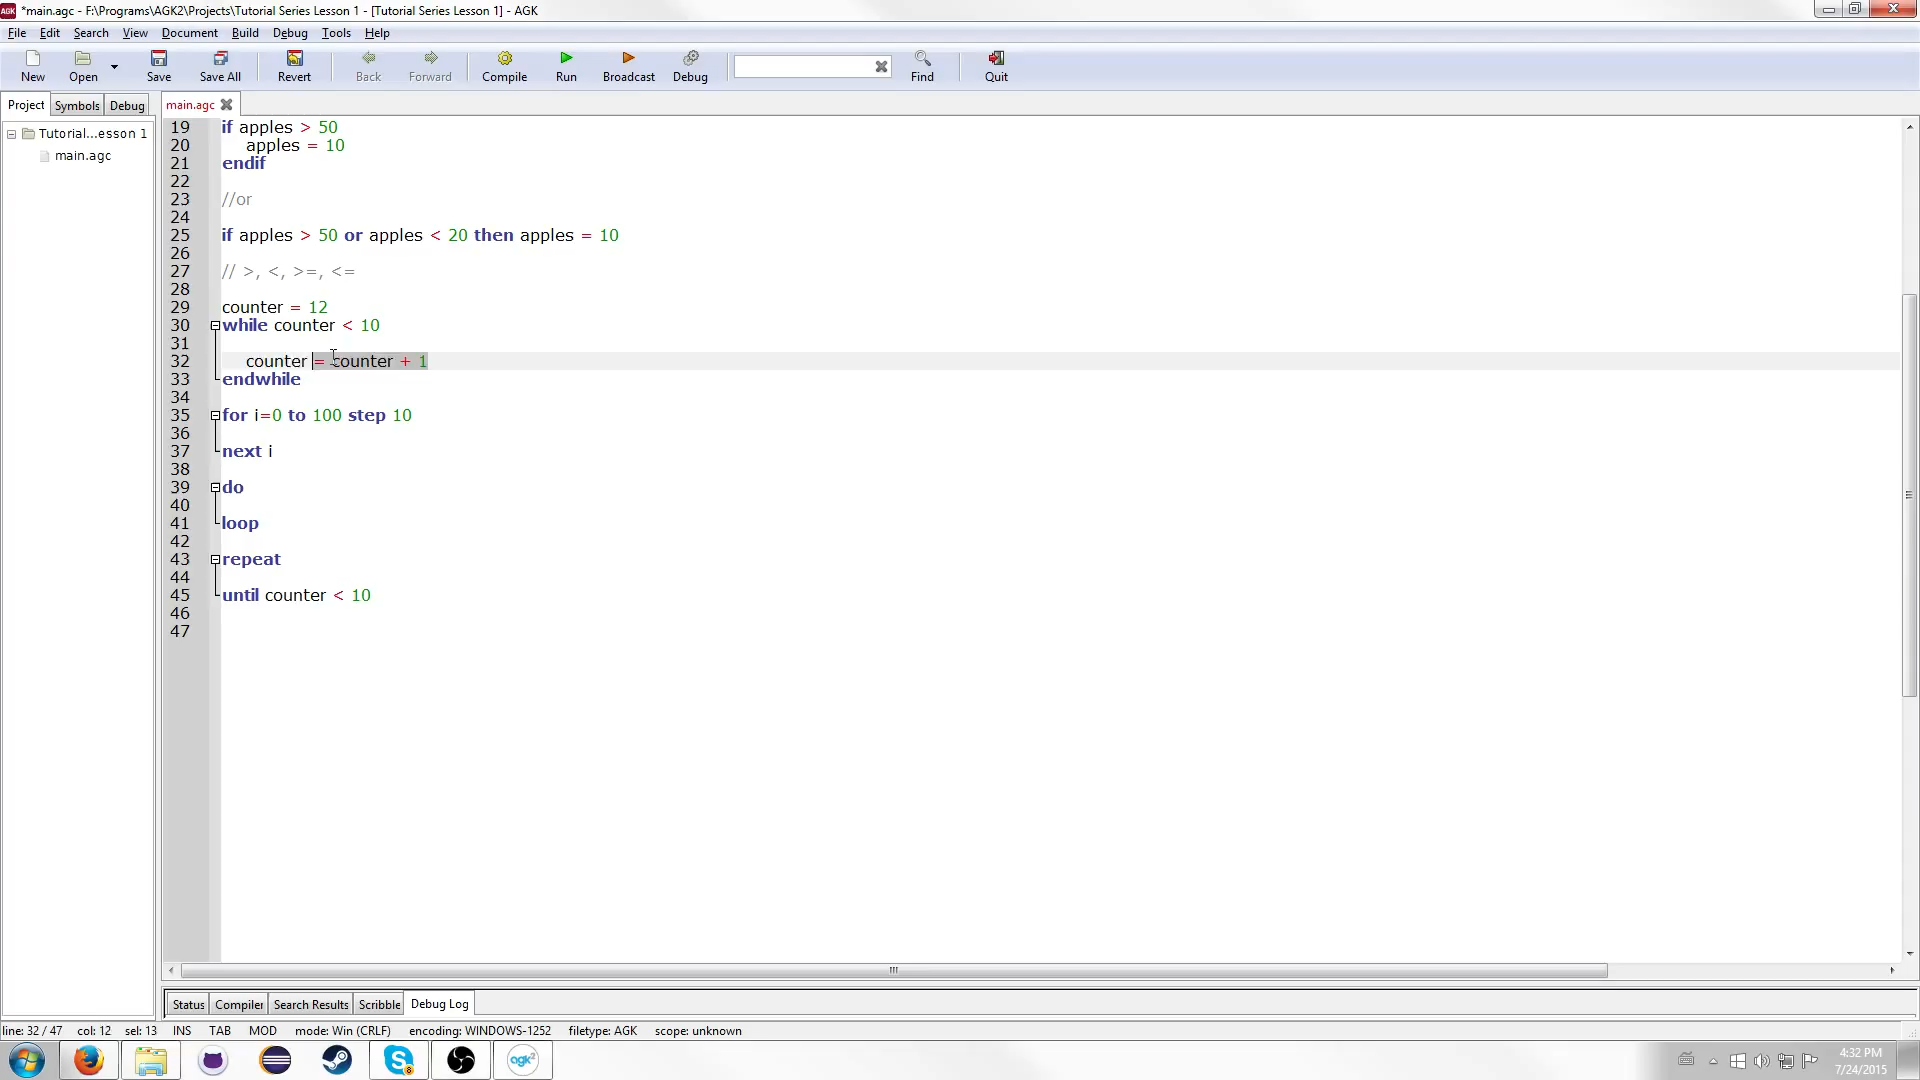 *main.agc - F:\Programs\AGK2\Projects\Tutorial Series Lesson 1 - [Tutorial Series Lesson 1] - AGK
File Edit Search View Document Build Debug Tools Help
New Open Save Save All Revert Back Forward Compile Run Broadcast Debug Find Quit
Project Symbols Debug main.agc
Tutorial...esson 1
main.agc
19 if apples > 50
20 apples = 10
21 endif
22
23 //or
24
25 if apples > 50 or apples < 20 then apples = 10
26
27 // >, <, >=, <=
28
29 counter = 12
30 while counter < 10
31
32 counter = counter + 1
33 endwhile
34
35 for i=0 to 100 step 10
36
37 next i
38
39 do
40
41 loop
42
43 repeat
44
45 until counter < 10
46
47
Status Compiler Search Results Scribble Debug Log
line: 32 / 47 col: 12 sel: 13 INS TAB MOD mode: Win (CRLF) encoding: WINDOWS-1252 filetype: AGK scope: unknown
agk2
4:32 PM
7/24/2015